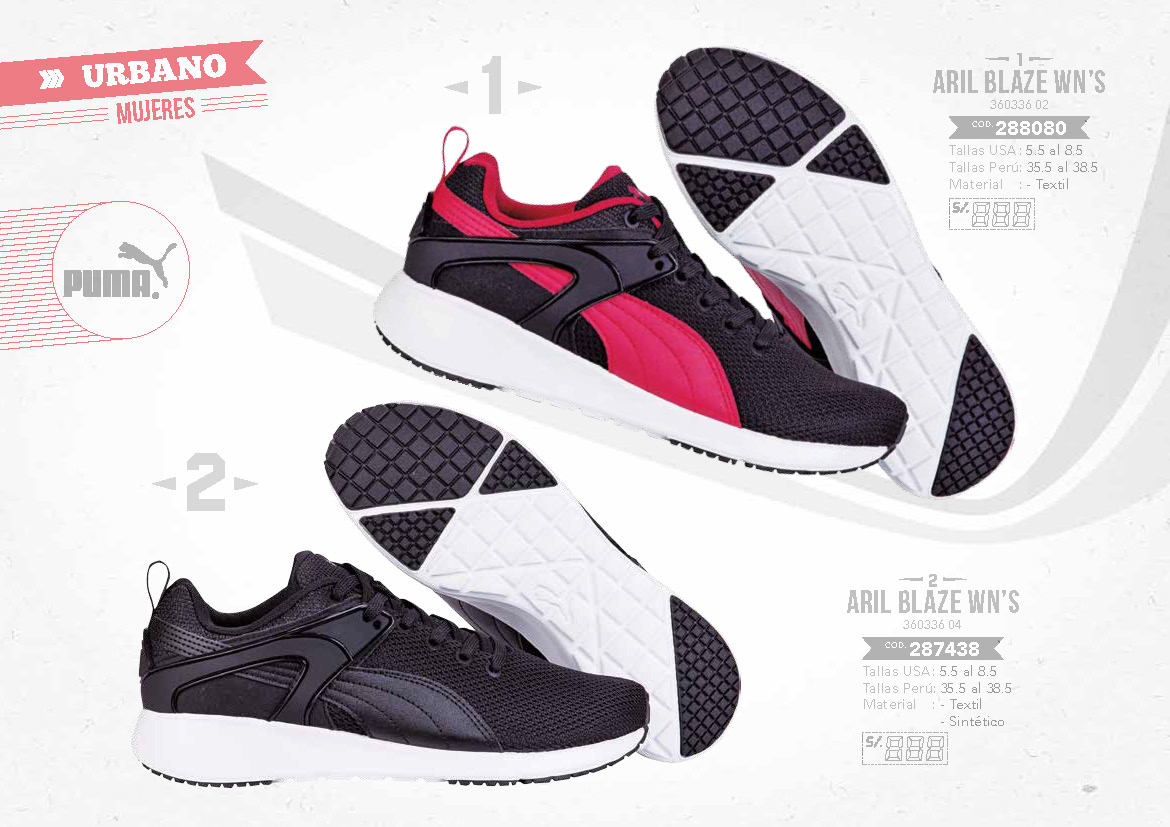 URBANO
MUJERES
PUMA.
1
1
ARIL BLAZE WN'S
360336 02
COD. 288080
Tallas USA : 5.5 al 8.5
Tallas Perú: 35.5 al 38.5
Material : - Textil
S/. 888
2
2
ARIL BLAZE WN'S
360336 04
COD. 287438
Tallas USA : 5.5 al 8.5
Tallas Perú: 35.5 al 38.5
Material : - Textil
- Sintético
S/. 888